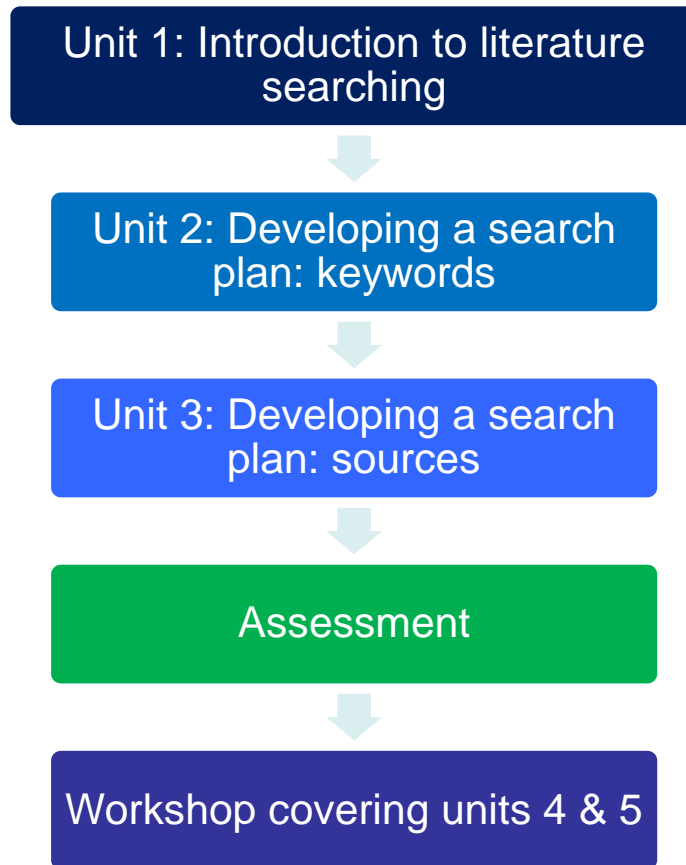 Unit 1: Introduction to literature
searching
Unit 2: Developing a search
plan: keywords
Unit 3: Developing a search
plan: sources
Assessment
Workshop covering units 4 & 5